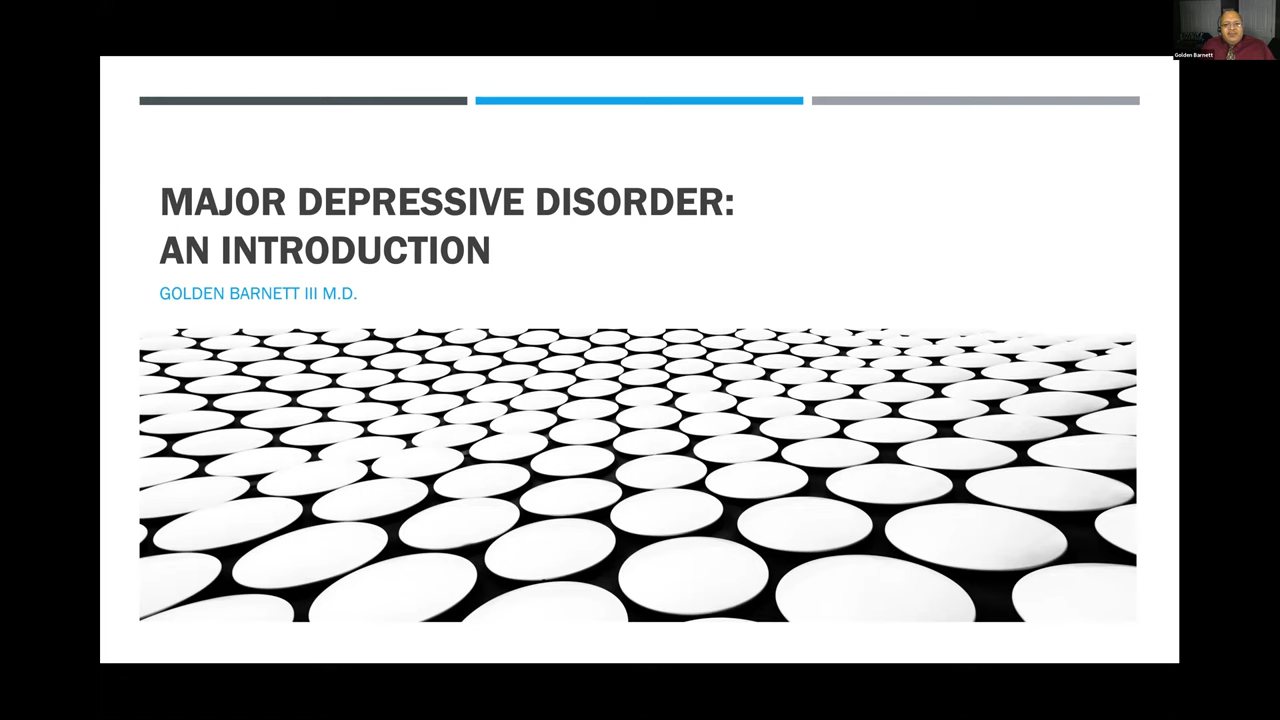 Golden Barnett
MAJOR DEPRESSIVE DISORDER:
AN INTRODUCTION
GOLDEN BARNETT III M.D.